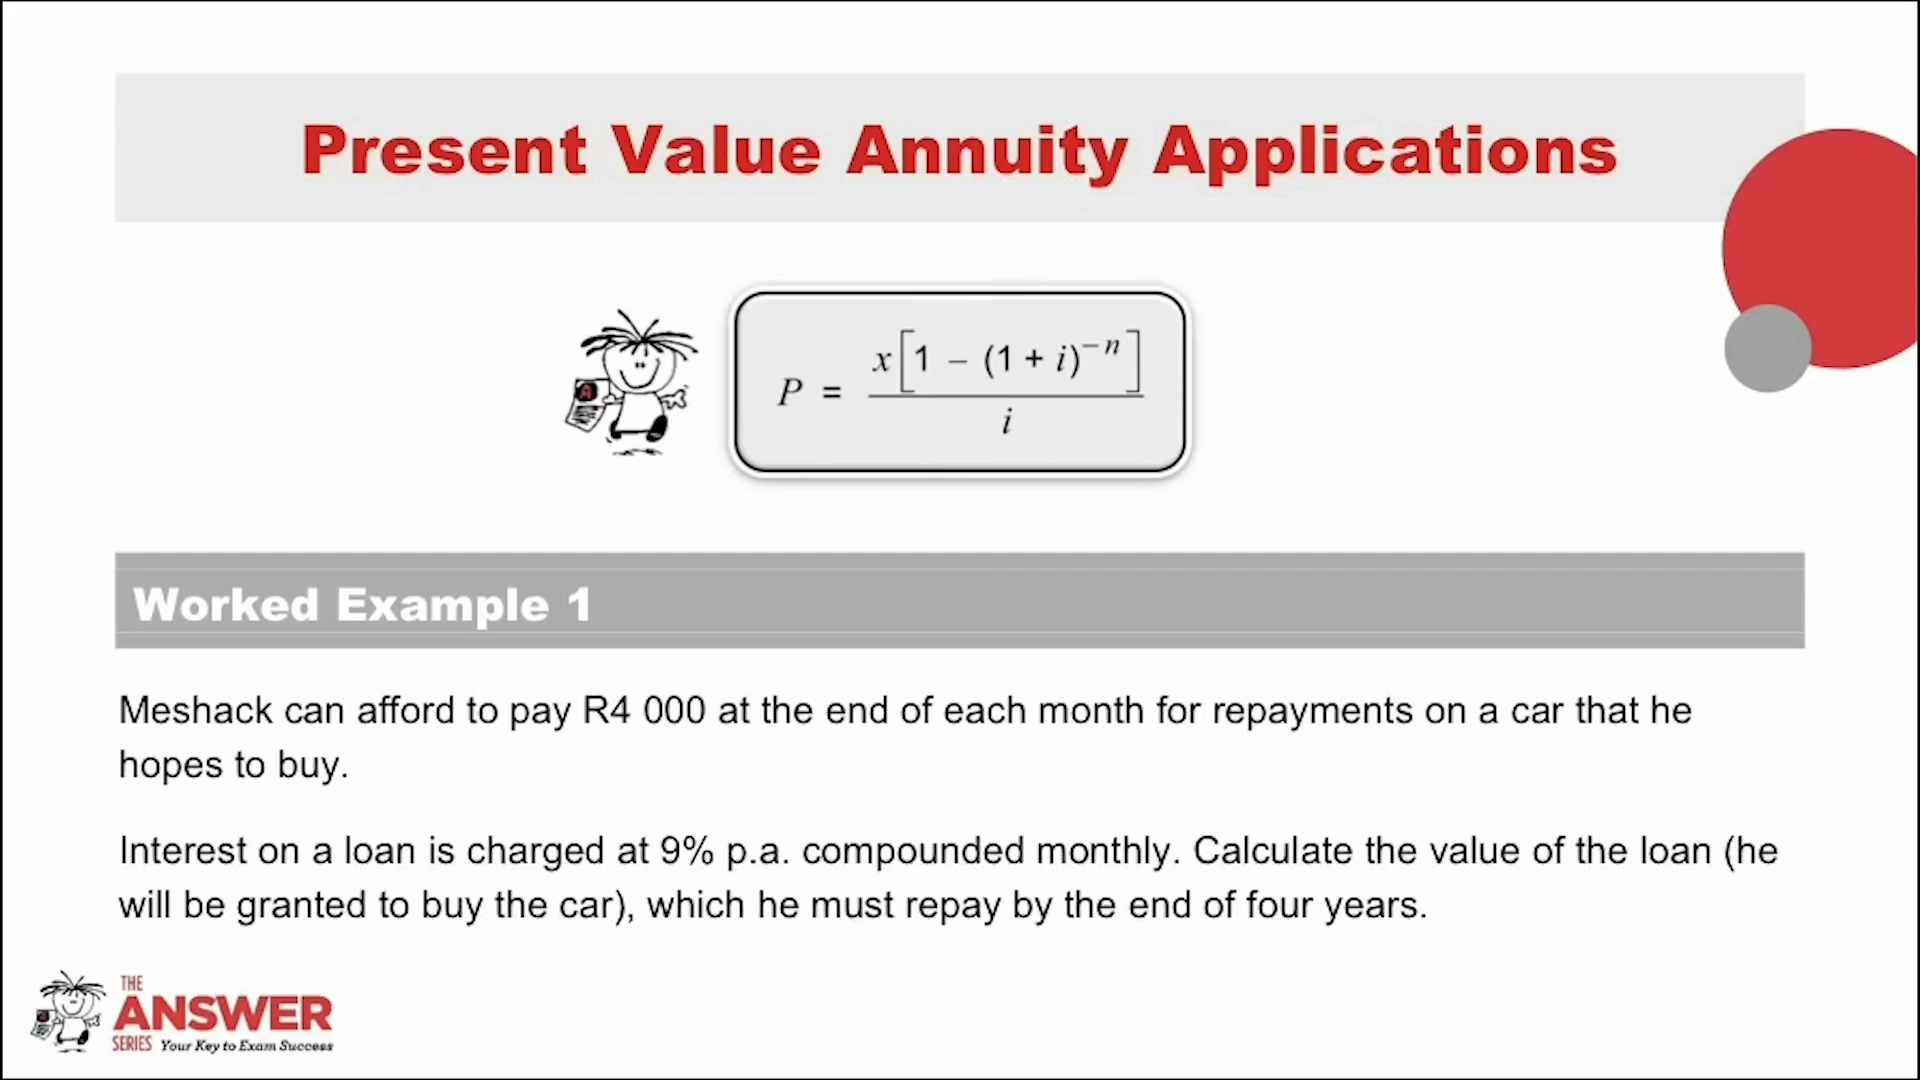 Present Value Annuity Applications
P = x[1 – (1 + i)⁻ⁿ] / i
Worked Example 1
Meshack can afford to pay R4 000 at the end of each month for repayments on a car that he
hopes to buy.
Interest on a loan is charged at 9% p.a. compounded monthly. Calculate the value of the loan (he
will be granted to buy the car), which he must repay by the end of four years.
THE
ANSWER
SERIES Your Key to Exam Success